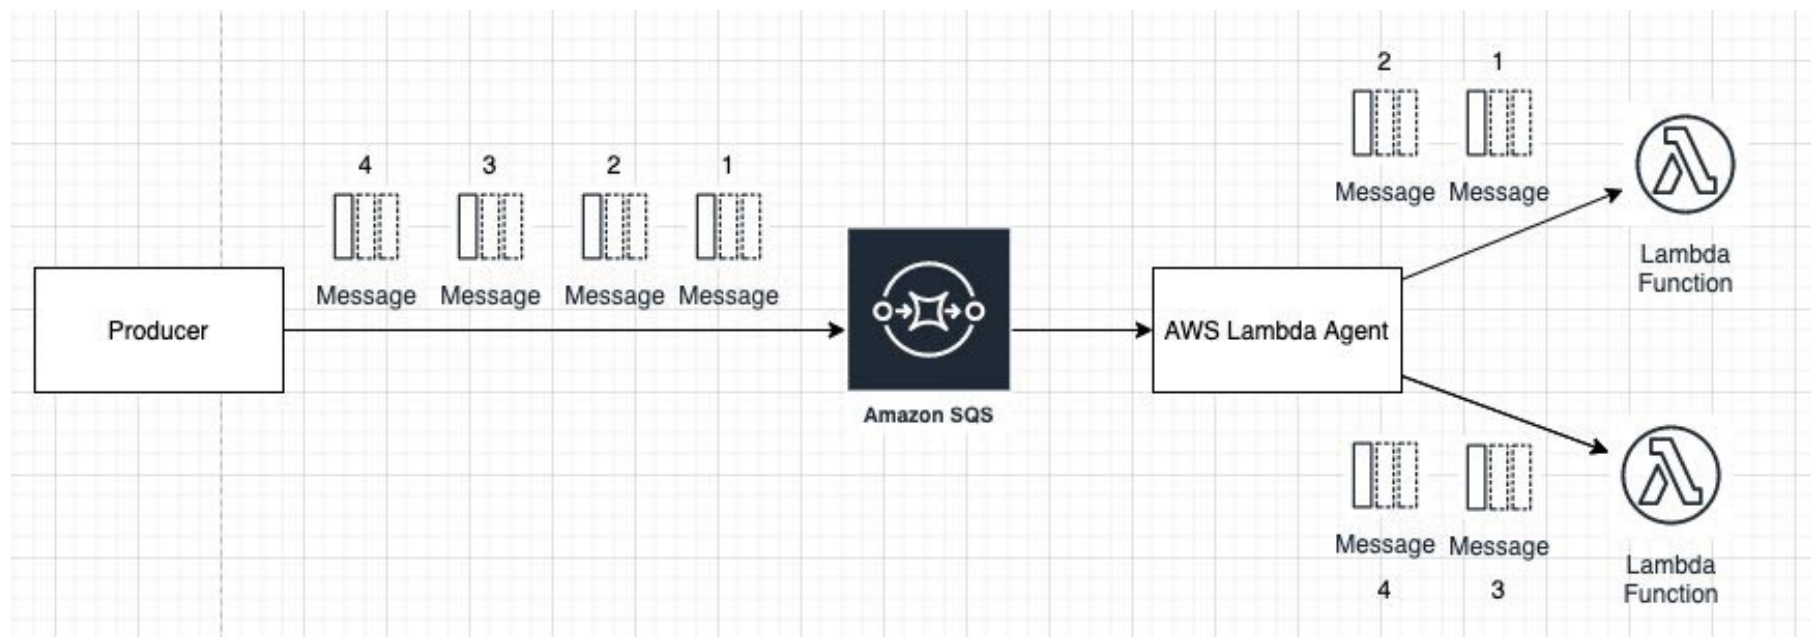 2 1
Message Message
4 3 2 1
Message Message Message Message
Lambda
Function
Producer
AWS Lambda Agent
Amazon SQS
Message Message
4 3
Lambda
Function